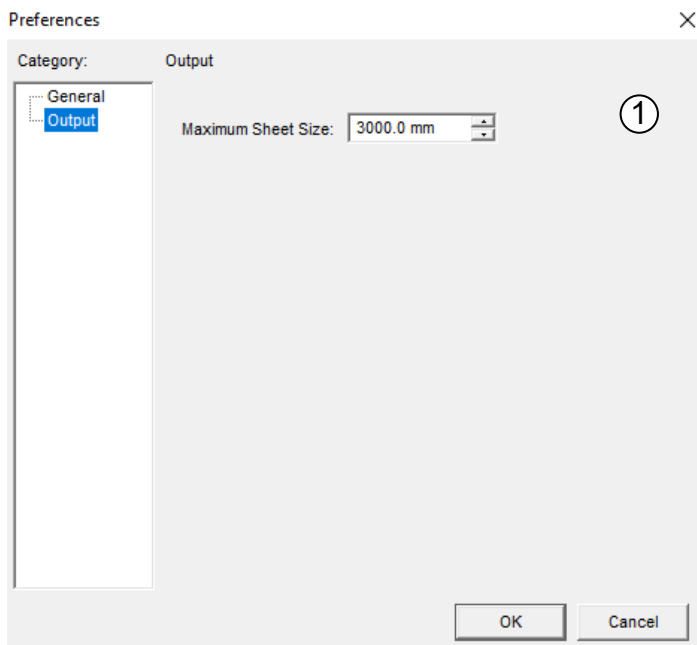 Preferences
Category:
Output
General
Output
Maximum Sheet Size: 3000.0 mm
①
OK
Cancel